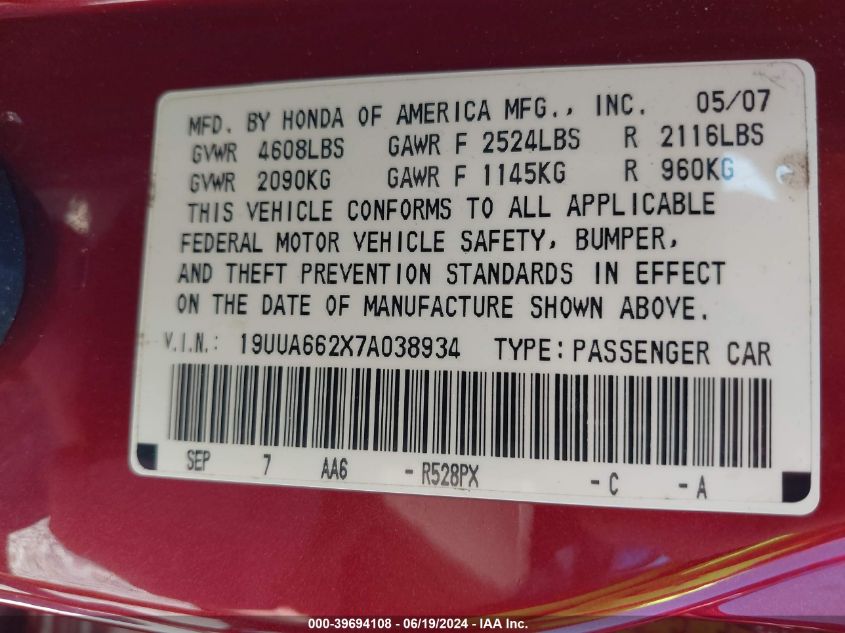 MFD. BY HONDA OF AMERICA MFG., INC. 05/07
GVWR 4608LBS GAWR F 2524LBS R 2116LBS
GVWR 2090KG GAWR F 1145KG R 960KG
THIS VEHICLE CONFORMS TO ALL APPLICABLE
FEDERAL MOTOR VEHICLE SAFETY, BUMPER,
AND THEFT PREVENTION STANDARDS IN EFFECT
ON THE DATE OF MANUFACTURE SHOWN ABOVE.
V.I.N.: 19UUA662X7A038934 TYPE: PASSENGER CAR
SEP 7 AA6 - R528PX - C - A
000-39694108 - 06/19/2024 - IAA Inc.